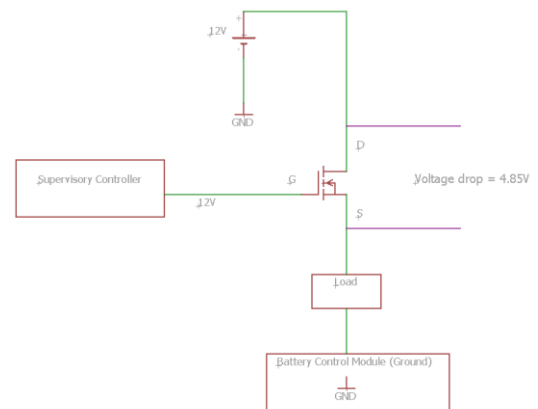 12V
GND
D
Supervisory Controller
G
Voltage drop = 4.85V
12V
S
Load
Battery Control Module (Ground)
GND